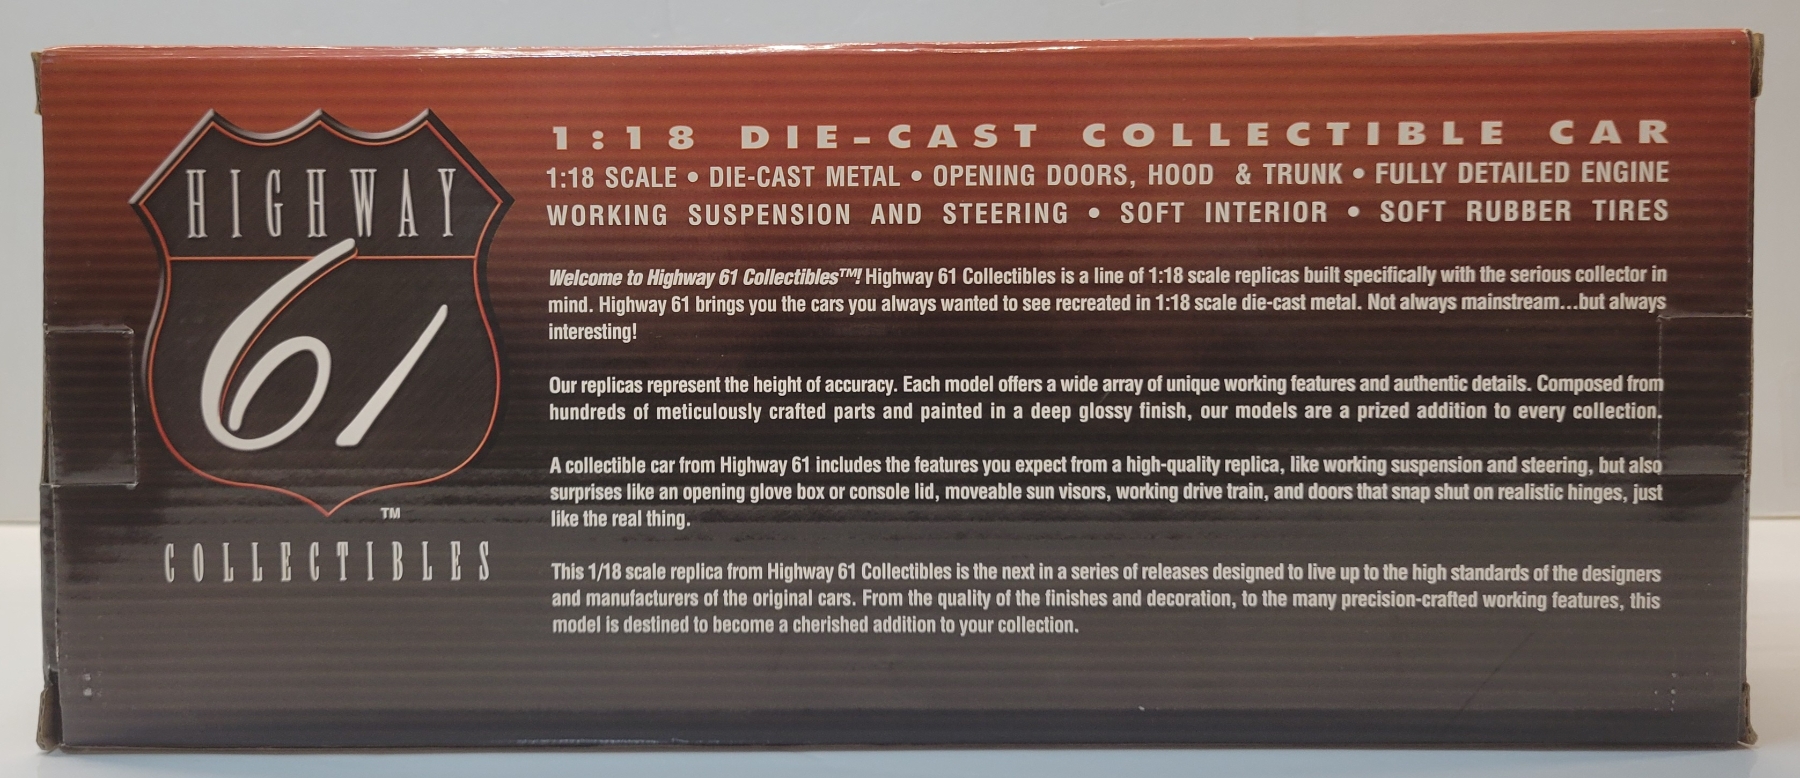 HIGHWAY
61
TM
COLLECTIBLES
1:18 DIE-CAST COLLECTIBLE CAR
1:18 SCALE • DIE-CAST METAL • OPENING DOORS, HOOD & TRUNK • FULLY DETAILED ENGINE
WORKING SUSPENSION AND STEERING • SOFT INTERIOR • SOFT RUBBER TIRES
Welcome to Highway 61 Collectibles™! Highway 61 Collectibles is a line of 1:18 scale replicas built specifically with the serious collector in
mind. Highway 61 brings you the cars you always wanted to see recreated in 1:18 scale die-cast metal. Not always mainstream...but always
interesting!
Our replicas represent the height of accuracy. Each model offers a wide array of unique working features and authentic details. Composed from
hundreds of meticulously crafted parts and painted in a deep glossy finish, our models are a prized addition to every collection.
A collectible car from Highway 61 includes the features you expect from a high-quality replica, like working suspension and steering, but also
surprises like an opening glove box or console lid, moveable sun visors, working drive train, and doors that snap shut on realistic hinges, just
like the real thing.
This 1/18 scale replica from Highway 61 Collectibles is the next in a series of releases designed to live up to the high standards of the designers
and manufacturers of the original cars. From the quality of the finishes and decoration, to the many precision-crafted working features, this
model is destined to become a cherished addition to your collection.